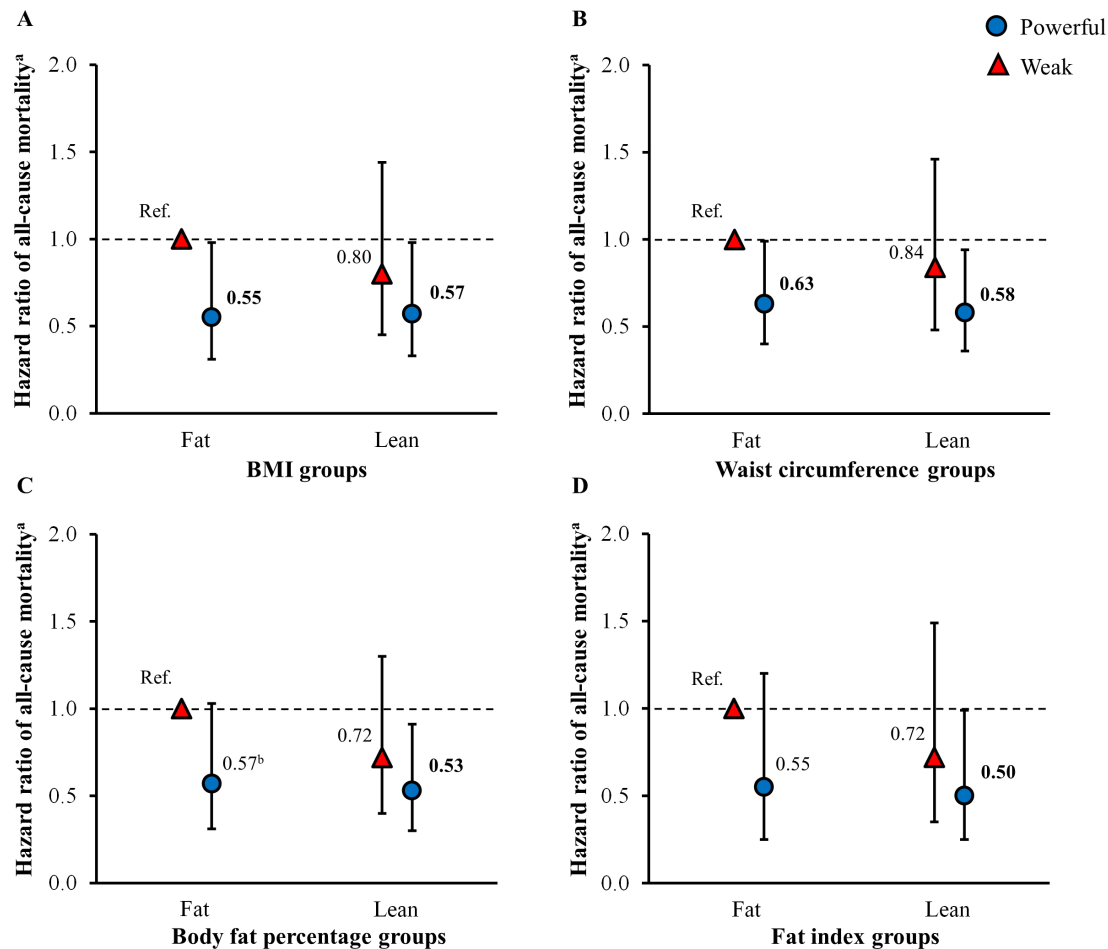 A
Hazard ratio of all-cause mortalityᵃ
2.0
1.5
1.0
0.5
0.0
Ref.
0.55
0.80
0.57
Fat
Lean
BMI groups
B
Powerful
Weak
Hazard ratio of all-cause mortalityᵃ
2.0
1.5
1.0
0.5
0.0
Ref.
0.63
0.84
0.58
Fat
Lean
Waist circumference groups
C
Hazard ratio of all-cause mortalityᵃ
2.0
1.5
1.0
0.5
0.0
Ref.
0.57ᵇ
0.72
0.53
Fat
Lean
Body fat percentage groups
D
Hazard ratio of all-cause mortalityᵃ
2.0
1.5
1.0
0.5
0.0
Ref.
0.55
0.72
0.50
Fat
Lean
Fat index groups